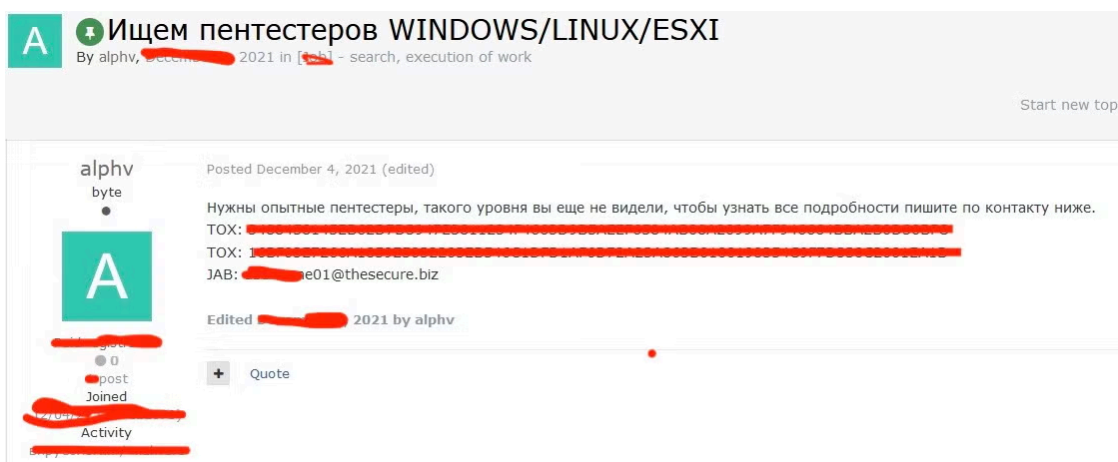 A
Ищем пентестеров WINDOWS/LINUX/ESXI
By alphv, 2021 in - search, execution of work
Start new top
alphv
byte
A
0
post
Joined
Activity
Posted December 4, 2021 (edited)
Нужны опытные пентестеры, такого уровня вы еще не видели, чтобы узнать все подробности пишите по контакту ниже.
TOX:
TOX:
JAB: e01@thesecure.biz
Edited 2021 by alphv
+ Quote